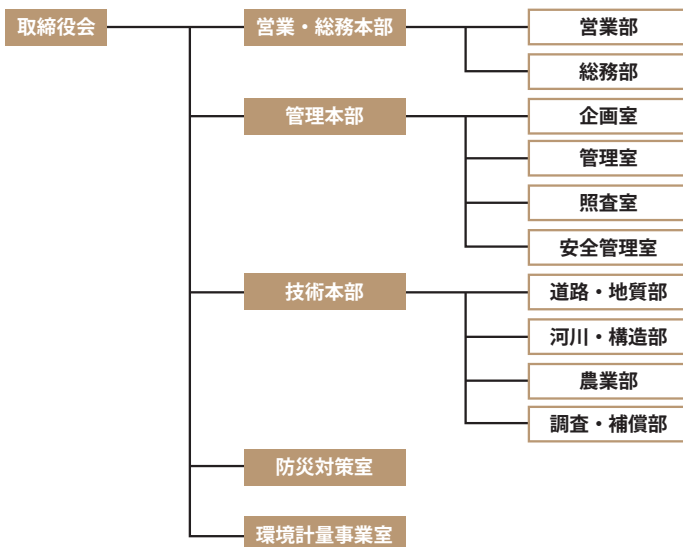 取締役会
営業・総務本部
営業部
総務部
管理本部
企画室
管理室
照査室
安全管理室
技術本部
道路・地質部
河川・構造部
農業部
調査・補償部
防災対策室
環境計量事業室